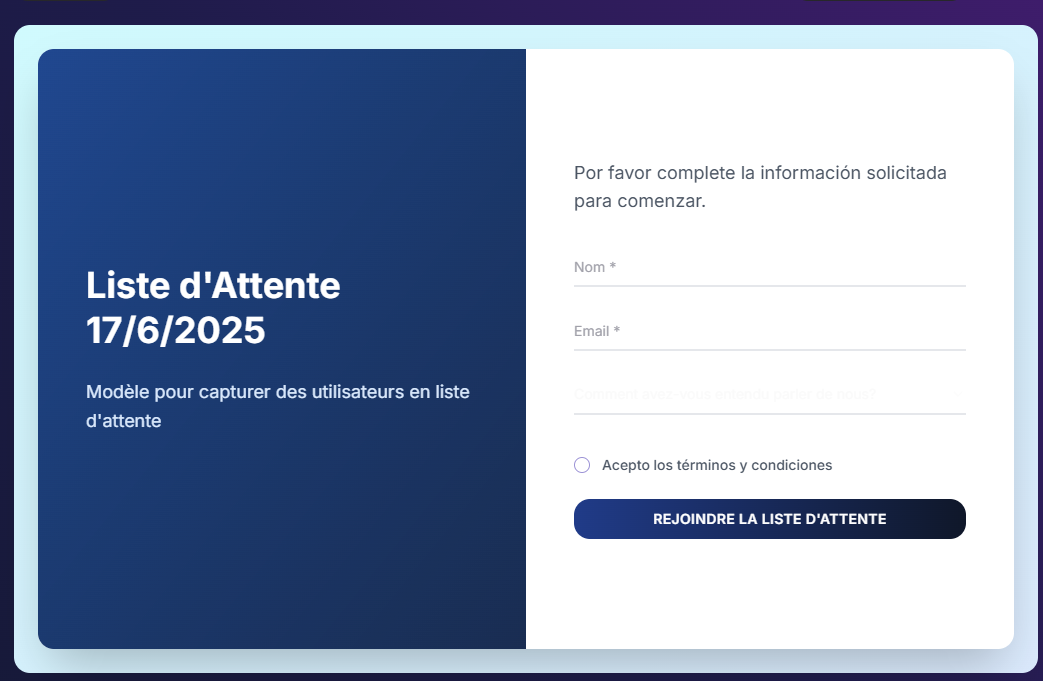 Liste d'Attente
17/6/2025
Modèle pour capturer des utilisateurs en liste
d'attente
Por favor complete la información solicitada
para comenzar.
Nom *
Email *
Comment avez-vous entendu parler de nous?
Acepto los términos y condiciones
REJOINDRE LA LISTE D'ATTENTE